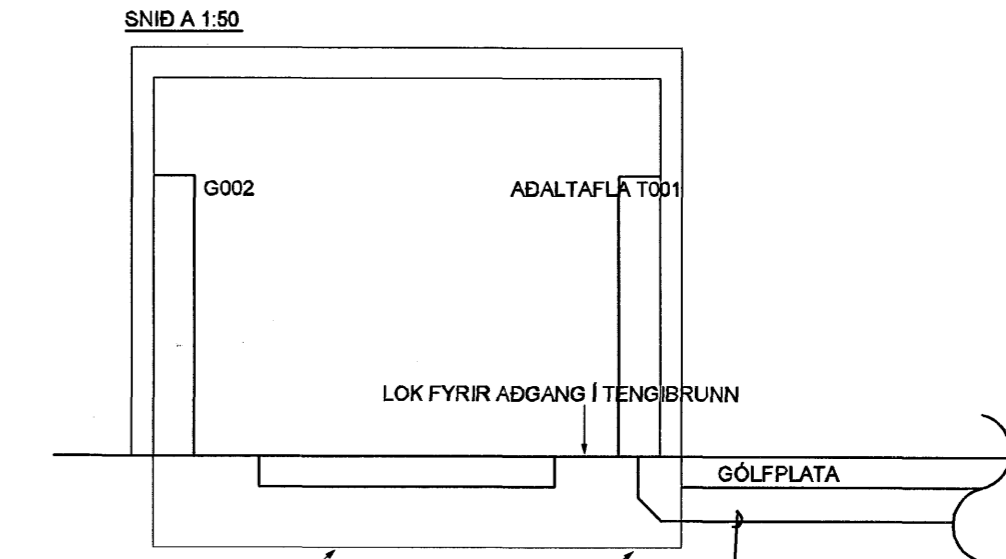 SNIÐ A 1:50
G002
AÐALTAFLA T001
LOK FYRIR AÐGANG Í TENGIBRUNN
GÓLFPLATA